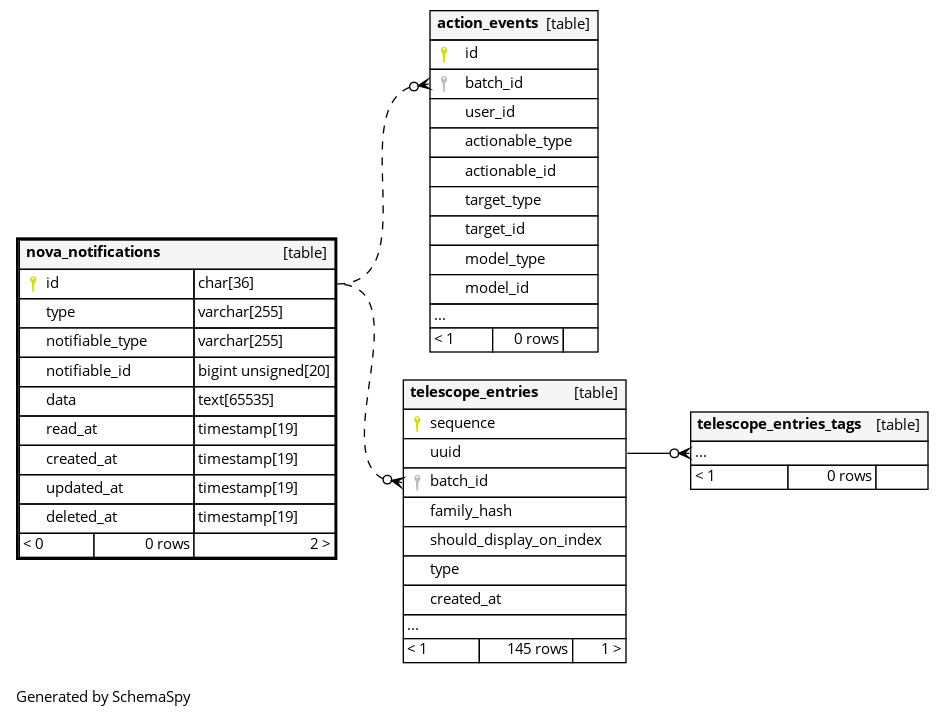 action_events [table]
id
batch_id
user_id
actionable_type
actionable_id
target_type
target_id
model_type
model_id
...
< 1 0 rows
nova_notifications [table]
id char[36]
type varchar[255]
notifiable_type varchar[255]
notifiable_id bigint unsigned[20]
data text[65535]
read_at timestamp[19]
created_at timestamp[19]
updated_at timestamp[19]
deleted_at timestamp[19]
< 0 0 rows 2 >
telescope_entries [table]
sequence
uuid
batch_id
family_hash
should_display_on_index
type
created_at
...
< 1 145 rows 1 >
telescope_entries_tags [table]
...
< 1 0 rows
Generated by SchemaSpy